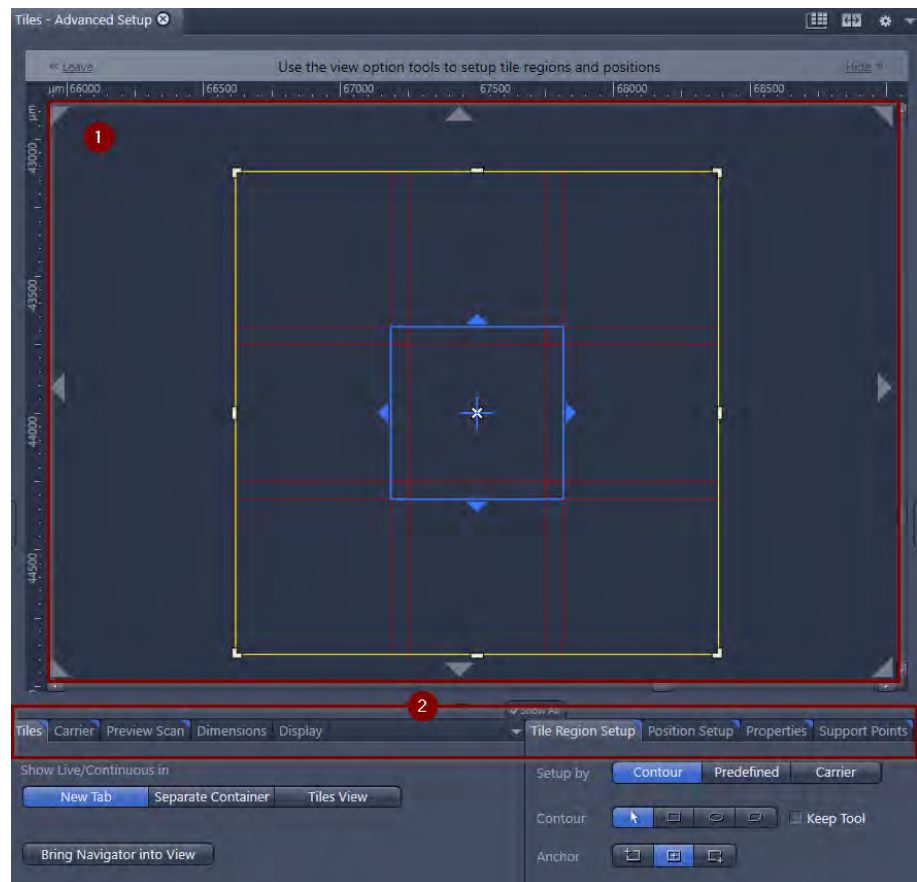 Tiles - Advanced Setup
Leave Use the view option tools to setup tile regions and positions Hide
µm 66000 66500 67000 67500 68000 68500
µm
43000
43500
44000
44500
1
2
Show All
Tiles Carrier Preview Scan Dimensions Display Tile Region Setup Position Setup Properties Support Points
Show Live/Continuous in Setup by Contour Predefined Carrier
New Tab Separate Container Tiles View
Contour Keep Tool
Bring Navigator into View Anchor